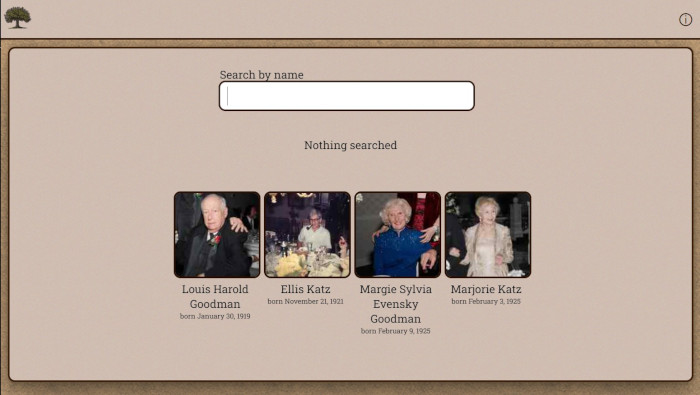 Search by name
Nothing searched
Louis Harold
Goodman
born January 30, 1919
Ellis Katz
born November 21, 1921
Margie Sylvia
Evensky
Goodman
born February 9, 1925
Marjorie Katz
born February 3, 1925